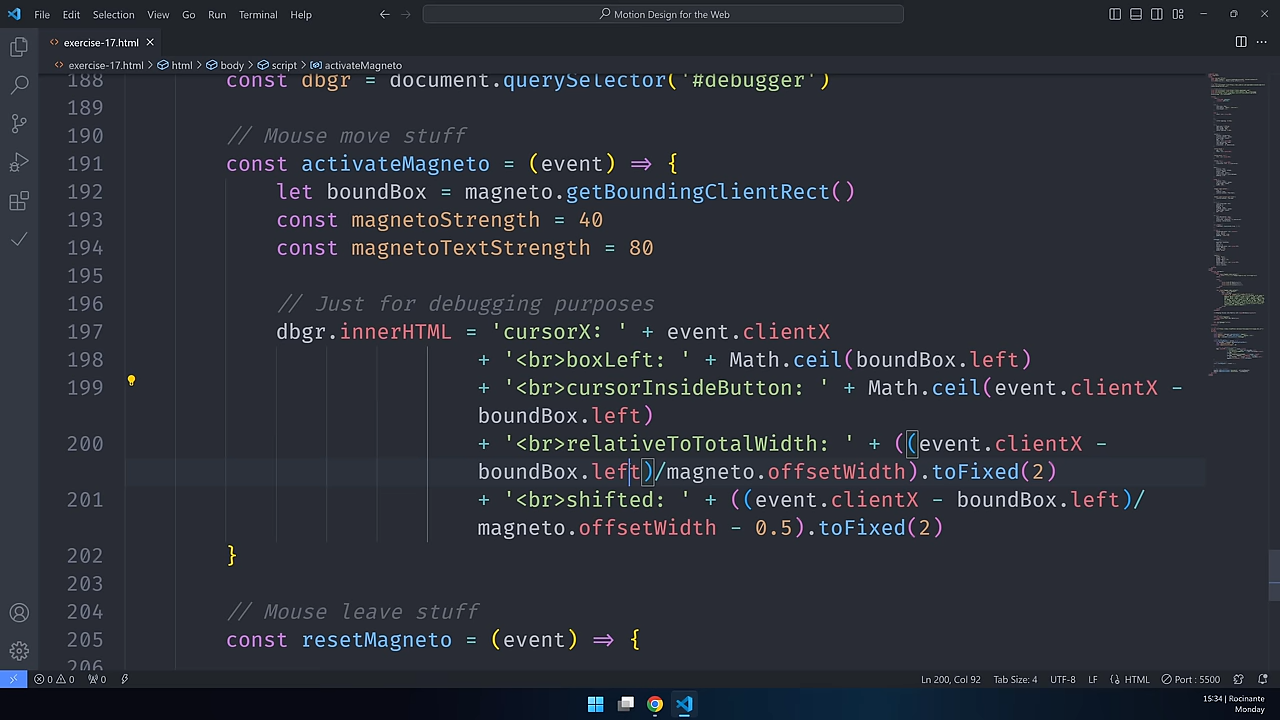 File Edit Selection View Go Run Terminal Help
Motion Design for the Web
exercise-17.html
exercise-17.html > html > body > script > activateMagneto
188 const dbgr = document.querySelector('#debugger')
189
190 // Mouse move stuff
191 const activateMagneto = (event) => {
192 let boundBox = magneto.getBoundingClientRect()
193 const magnetoStrength = 40
194 const magnetoTextStrength = 80
195
196 // Just for debugging purposes
197 dbgr.innerHTML = 'cursorX: ' + event.clientX
198 + '<br>boxLeft: ' + Math.ceil(boundBox.left)
199 + '<br>cursorInsideButton: ' + Math.ceil(event.clientX -
boundBox.left)
200 + '<br>relativeToTotalWidth: ' + ((event.clientX -
boundBox.left)/magneto.offsetWidth).toFixed(2)
201 + '<br>shifted: ' + ((event.clientX - boundBox.left)/
magneto.offsetWidth - 0.5).toFixed(2)
202 }
203
204 // Mouse leave stuff
205 const resetMagneto = (event) => {
206
0 0 0 Ln 200, Col 92 Tab Size: 4 UTF-8 LF HTML Port : 5500
15:34 | Rocinante
Monday